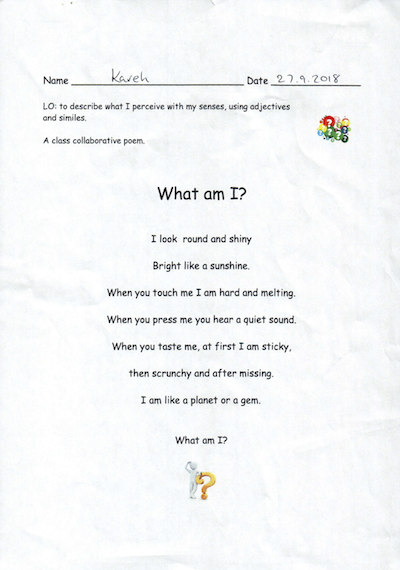 Name Kaveh Date 27.9.2018
LO: to describe what I perceive with my senses, using adjectives
and similes.
A class collaborative poem.
What am I?
I look round and shiny
Bright like a sunshine.
When you touch me I am hard and melting.
When you press me you hear a quiet sound.
When you taste me, at first I am sticky,
then scrunchy and after missing.
I am like a planet or a gem.
What am I?